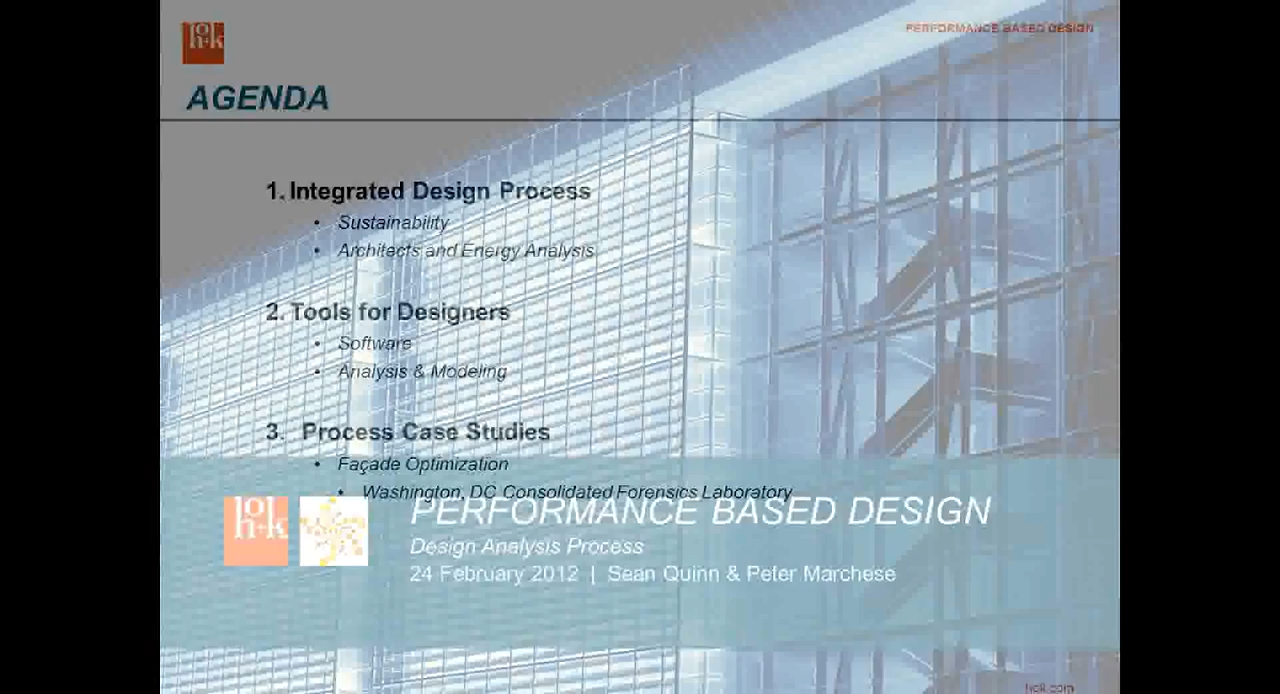 PERFORMANCE BASED DESIGN
AGENDA
1. Integrated Design Process
• Sustainability
• Architects and Energy Analysis
2. Tools for Designers
• Software
• Analysis & Modeling
3. Process Case Studies
• Façade Optimization
• Washington, DC Consolidated Forensics Laboratory
PERFORMANCE BASED DESIGN
Design Analysis Process
24 February 2012 | Sean Quinn & Peter Marchese
hok.com